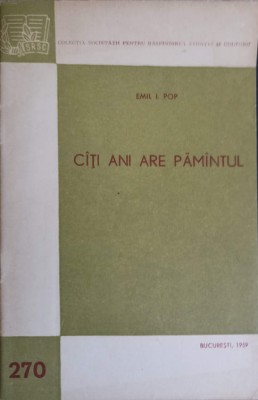 COLECȚIA SOCIETĂȚII PENTRU RĂSPÎNDIREA ȘTIINȚEI ȘI CULTURII
EMIL I. POP
CÎȚI ANI ARE PĂMÎNTUL
BUCUREȘTI, 1959
270